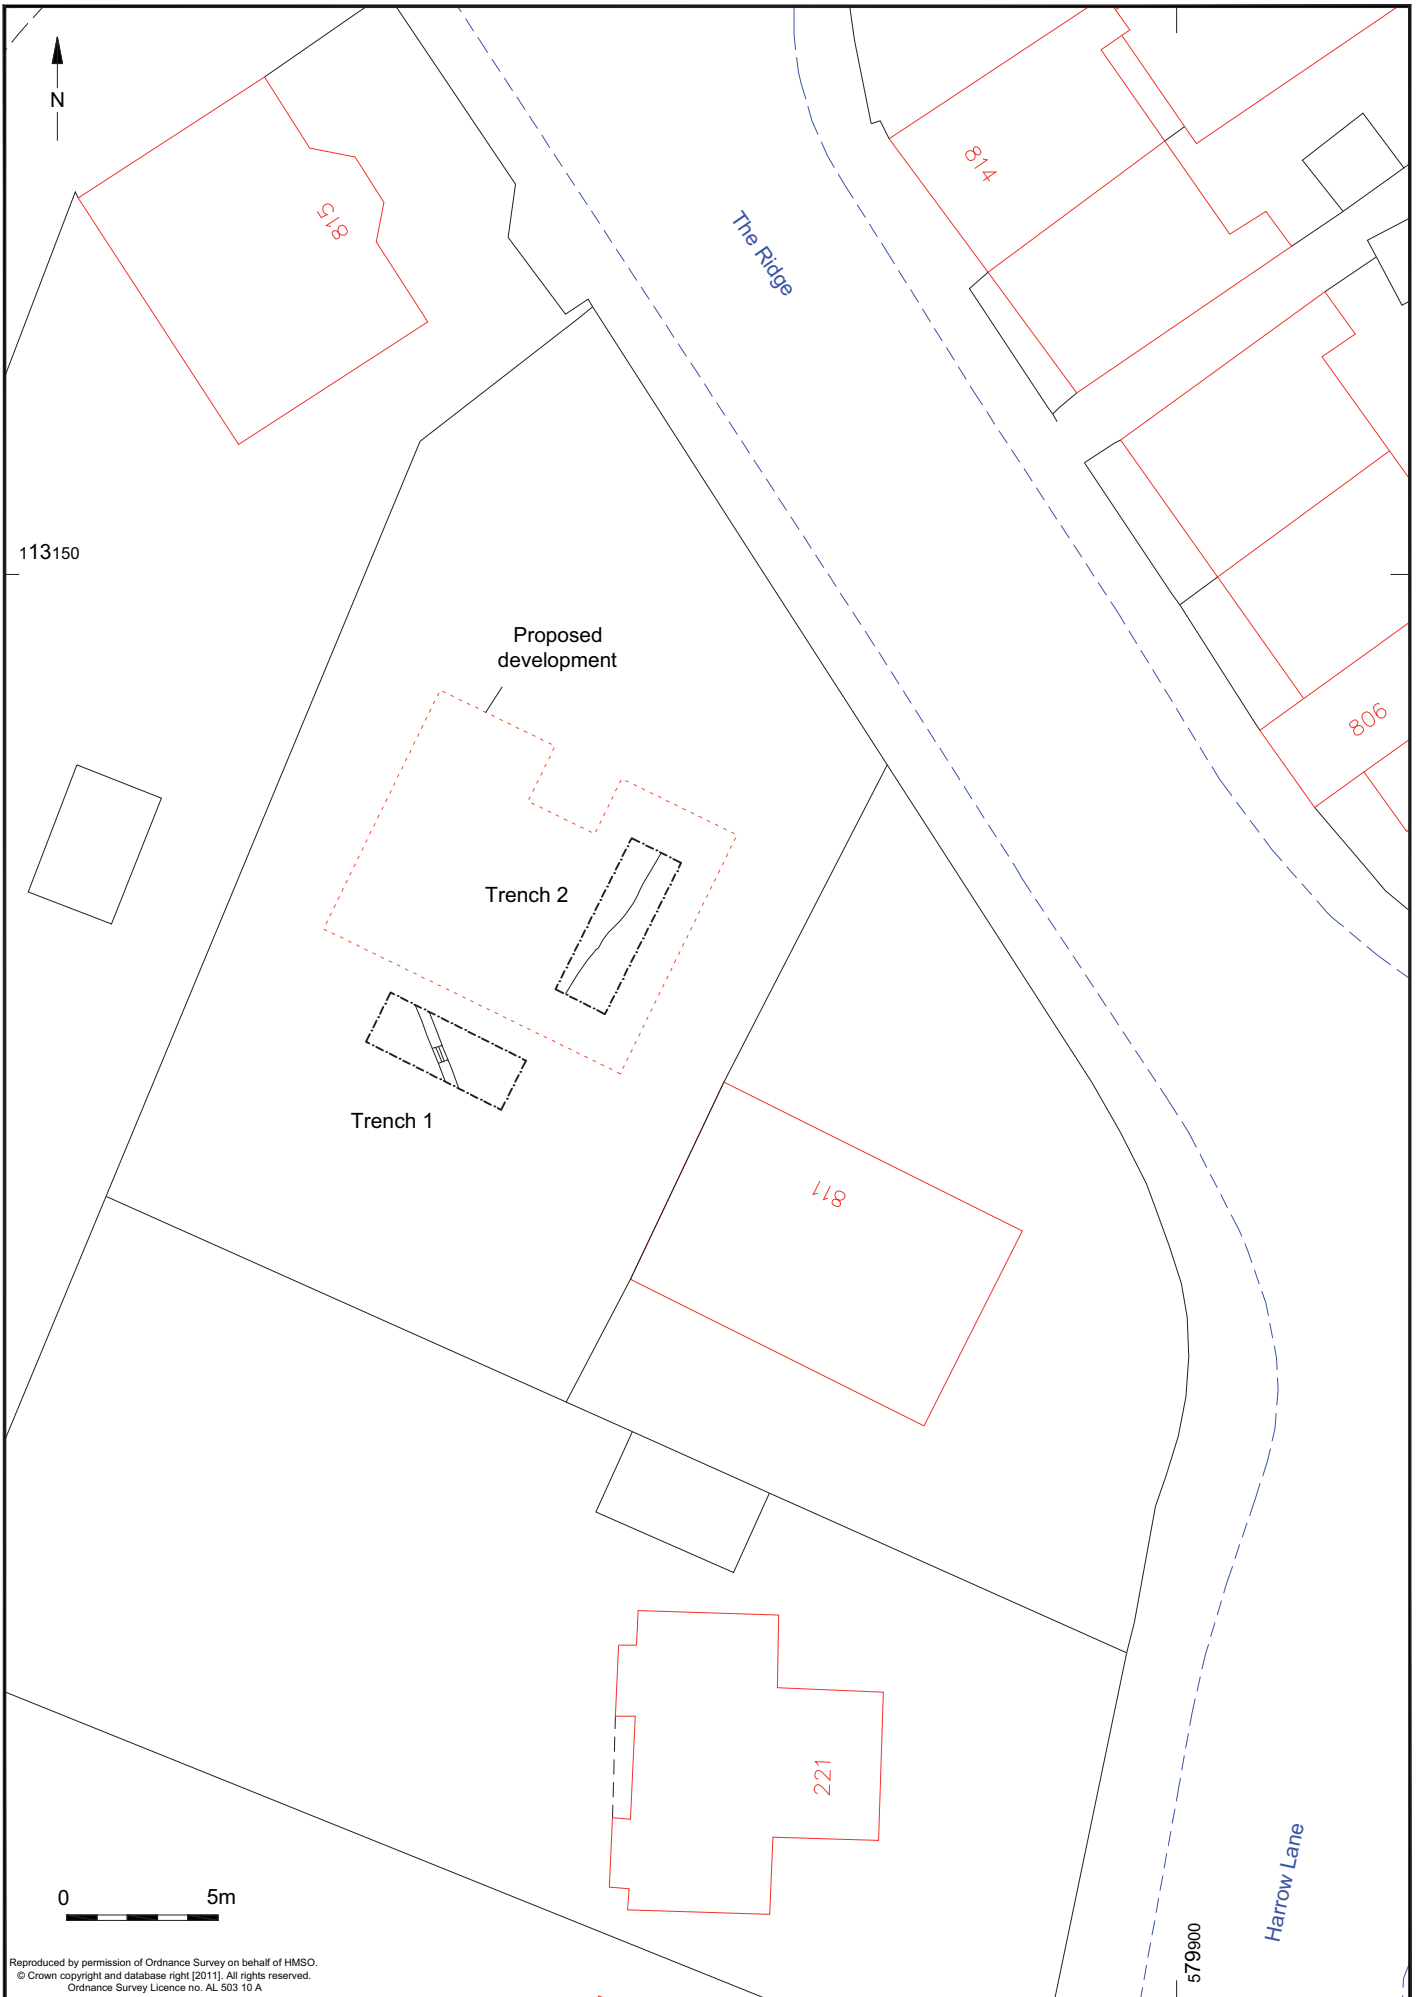 N
815
814
The Ridge
113150
Proposed
development
806
Trench 2
Trench 1
811
221
Harrow Lane
0 5m
579900
Reproduced by permission of Ordnance Survey on behalf of HMSO.
© Crown copyright and database right [2011]. All rights reserved.
Ordnance Survey Licence no. AL 503 10 A